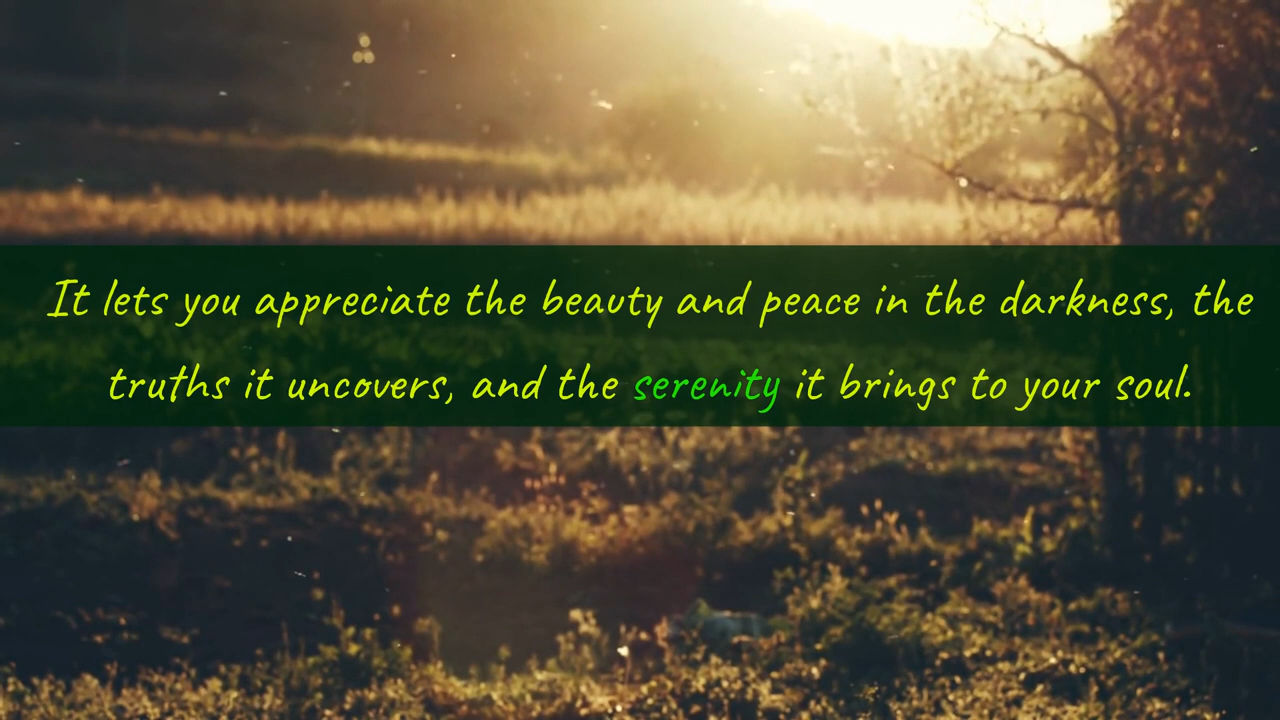 It lets you appreciate the beauty and peace in the darkness, the
truths it uncovers, and the serenity it brings to your soul.